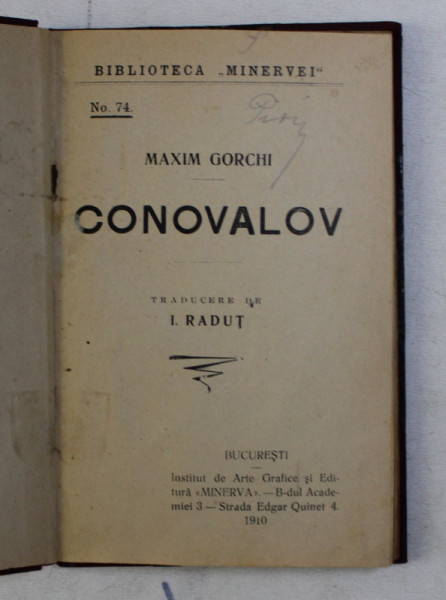 BIBLIOTECA „MINERVEI“
No. 74.
MAXIM GORCHI
CONOVALOV
TRADUCERE DE
I. RADUȚ
BUCUREȘTI
Institut de Arte Grafice și Edi-
tură «MINERVA». — B-dul Acade-
miei 3 — Strada Edgar Quinet 4.
1910